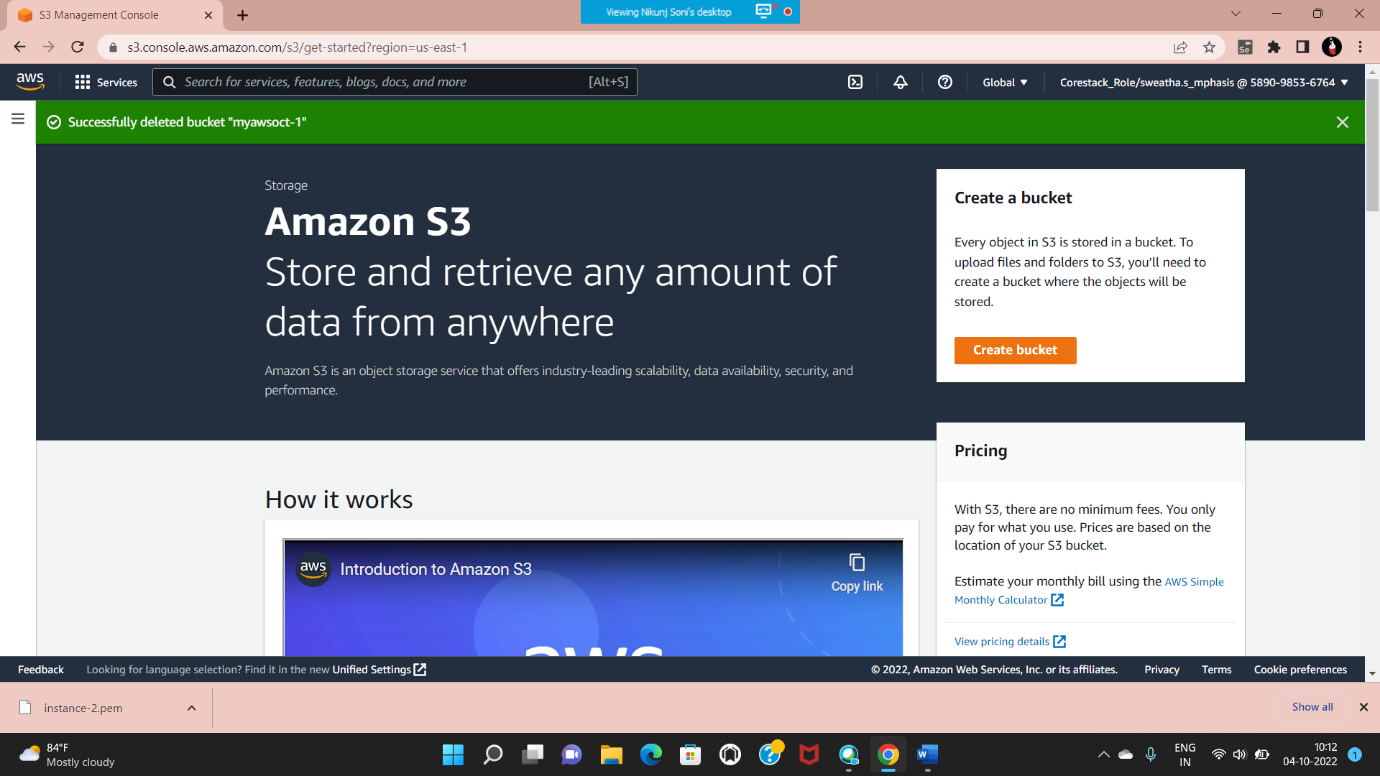 S3 Management Console
Viewing Nikunj Soni's desktop
s3.console.aws.amazon.com/s3/get-started?region=us-east-1
Se
aws
Services
Search for services, features, blogs, docs, and more
[Alt+S]
Global
Corestack_Role/sweatha.s_mphasis @ 5890-9853-6764
Successfully deleted bucket "myawsoct-1"
Storage
Amazon S3
Store and retrieve any amount of
data from anywhere
Amazon S3 is an object storage service that offers industry-leading scalability, data availability, security, and
performance.
Create a bucket
Every object in S3 is stored in a bucket. To
upload files and folders to S3, you'll need to
create a bucket where the objects will be
stored.
Create bucket
Pricing
With S3, there are no minimum fees. You only
pay for what you use. Prices are based on the
location of your S3 bucket.
Estimate your monthly bill using the AWS Simple
Monthly Calculator
View pricing details
How it works
aws
Introduction to Amazon S3
Copy link
aws
Feedback
Looking for language selection? Find it in the new Unified Settings
© 2022, Amazon Web Services, Inc. or its affiliates.
Privacy
Terms
Cookie preferences
instance-2.pem
Show all
84°F
Mostly cloudy
ENG
IN
10:12
04-10-2022
1